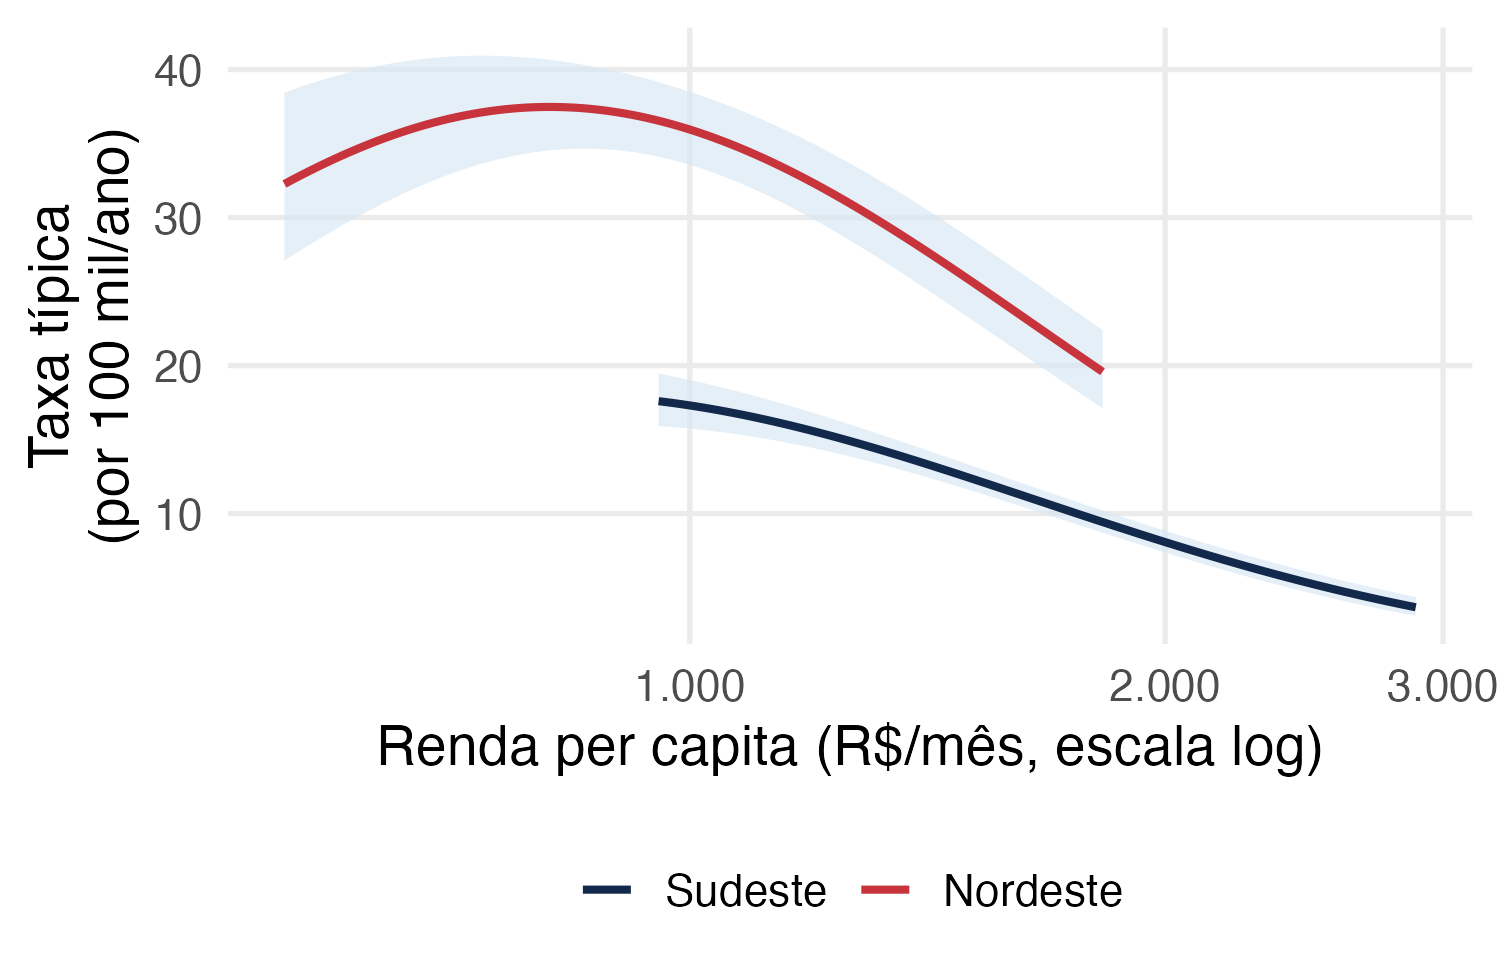 Taxa típica
(por 100 mil/ano)
40
30
20
10
1.000 2.000 3.000
Renda per capita (R$/mês, escala log)
Sudeste Nordeste